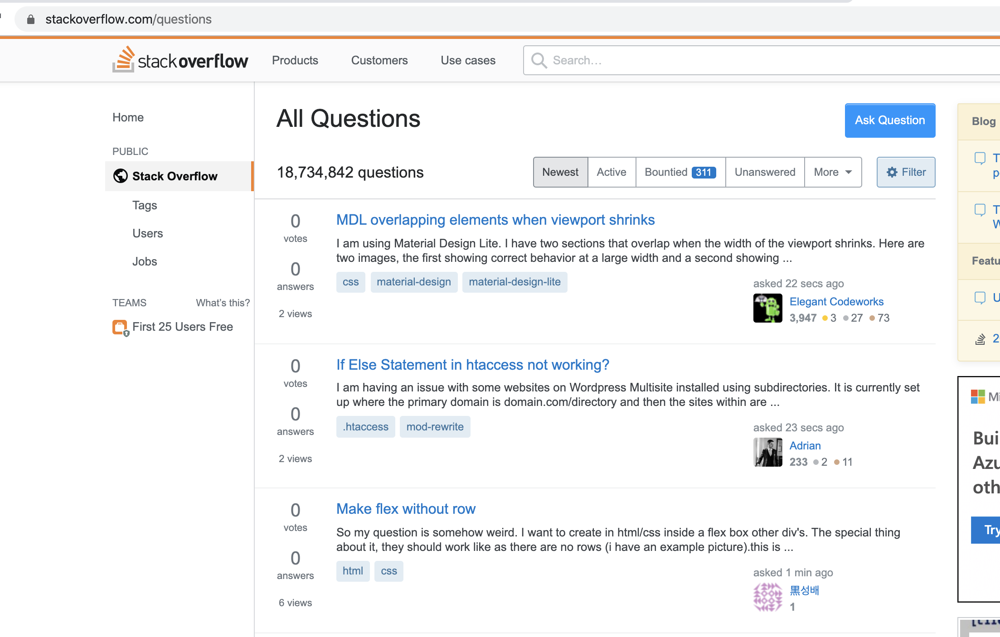 stackoverflow.com/questions
stackoverflow
Products
Customers
Use cases
Search…
Home
PUBLIC
Stack Overflow
Tags
Users
Jobs
TEAMS
What's this?
First 25 Users Free
All Questions
Ask Question
18,734,842 questions
Newest
Active
Bountied 311
Unanswered
More
Filter
0
votes
0
answers
2 views
MDL overlapping elements when viewport shrinks
I am using Material Design Lite. I have two sections that overlap when the width of the viewport shrinks. Here are
two images, the first showing correct behavior at a large width and a second showing ...
css material-design material-design-lite
asked 22 secs ago
Elegant Codeworks
3,947 3 27 73
0
votes
0
answers
2 views
If Else Statement in htaccess not working?
I am having an issue with some websites on Wordpress Multisite installed using subdirectories. It is currently set
up where the primary domain is domain.com/directory and then the sites within are ...
.htaccess mod-rewrite
asked 23 secs ago
Adrian
233 2 11
0
votes
0
answers
6 views
Make flex without row
So my question is somehow weird. I want to create in html/css inside a flex box other div's. The special thing
about it, they should work like as there are no rows (i have an example picture).this is ...
html css
asked 1 min ago
黒성배
1
Blog
Try